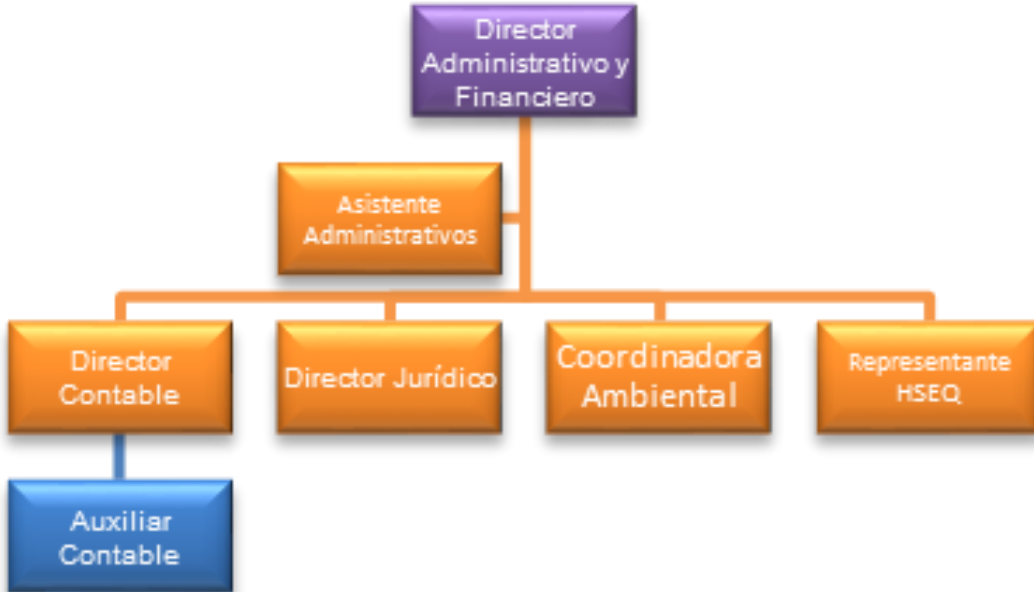 Director
Administrativo y
Financiero
Asistente
Administrativos
Director
Contable
Director Jurídico
Coordinadora
Ambiental
Representante
HSEQ
Auxiliar
Contable